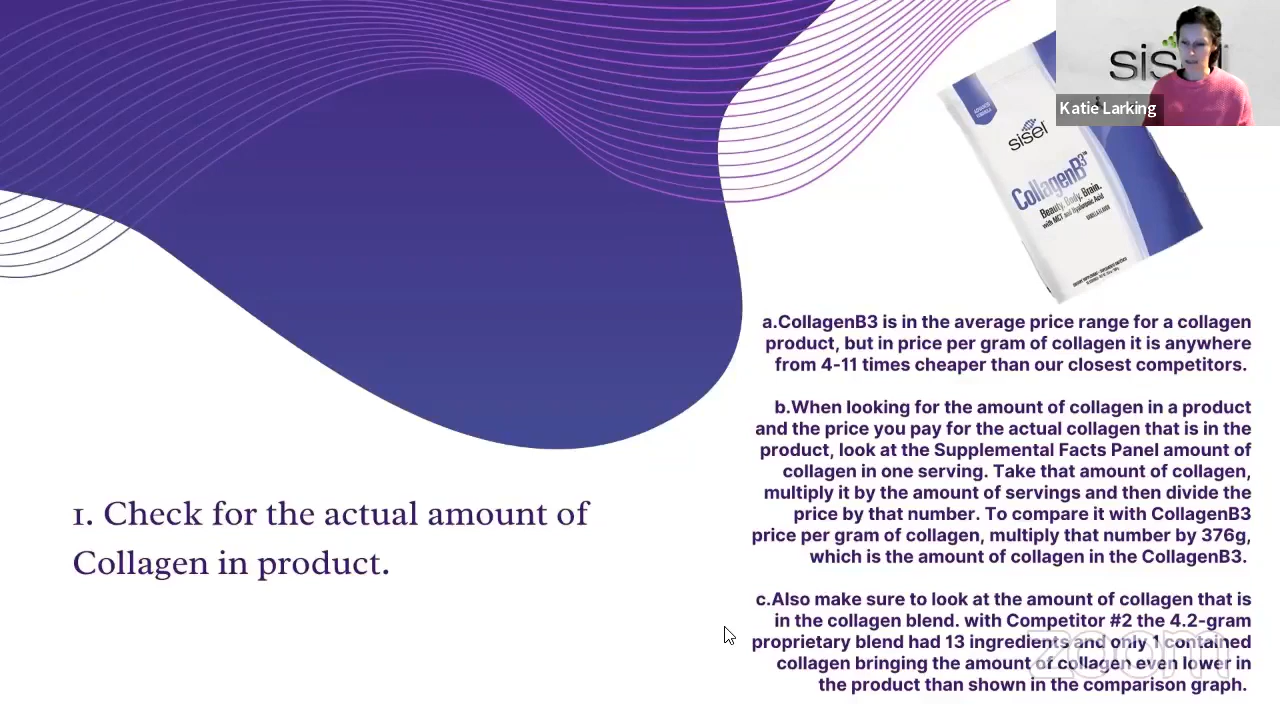 sisel
Katie Larking
sisel
CollagenB3™
Beauty. Body. Brain.
with MCT and Hyaluronic Acid
VANILLA FLAVOR
a.CollagenB3 is in the average price range for a collagen
product, but in price per gram of collagen it is anywhere
from 4-11 times cheaper than our closest competitors.
b.When looking for the amount of collagen in a product
and the price you pay for the actual collagen that is in the
product, look at the Supplemental Facts Panel amount of
collagen in one serving. Take that amount of collagen,
multiply it by the amount of servings and then divide the
price by that number. To compare it with CollagenB3
price per gram of collagen, multiply that number by 376g,
which is the amount of collagen in the CollagenB3.
c.Also make sure to look at the amount of collagen that is
in the collagen blend. with Competitor #2 the 4.2-gram
proprietary blend had 13 ingredients and only 1 contained
collagen bringing the amount of collagen even lower in
the product than shown in the comparison graph.
1. Check for the actual amount of
Collagen in product.
zoom